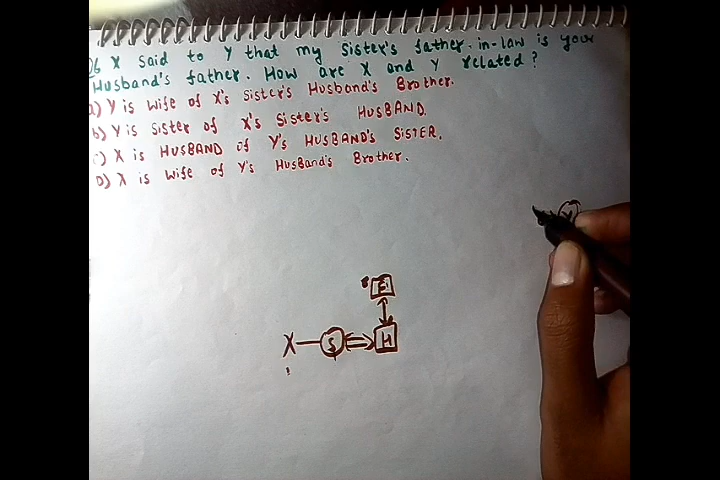 Q6 X said to Y that my Sister's father-in-law is your
Husband's father. How are X and Y related?
a) Y is wife of X's Sister's Husband's Brother.
b) Y is Sister of X's Sister's HUSBAND.
c) X is HUSBAND of Y's HUSBAND'S SISTER.
D) X is wife of Y's Husband's Brother.
F
X S H